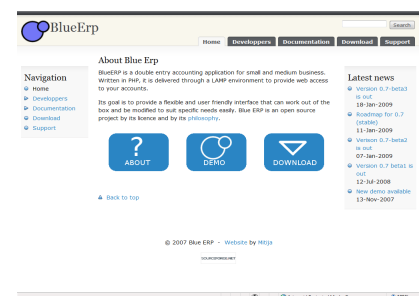 BlueErp
Search
Home Developpers Documentation Download Support
About Blue Erp
BlueERP is a double entry accounting application for small and medium business.
Written in PHP, it is delivered through a LAMP environment to provide web access
to your accounts.
Its goal is to provide a flexible and user friendly interface that can work out of the
box and be modified to suit specific needs easily. Blue ERP is an open source
project by its licence and by its philosophy.
Navigation
Home
Developpers
Documentation
Download
Support
?
ABOUT
DEMO
DOWNLOAD
Back to top
Latest news
Version 0.7-beta3
is out
18-Jan-2009
Roadmap for 0.7
(stable)
11-Jan-2009
Version 0.7-beta2
is out
07-Jan-2009
Version 0.7 beta1 is
out
12-Jul-2008
New demo available
13-Nov-2007
© 2007 Blue ERP - Website by Hitija
SOURCEFORGE.NET